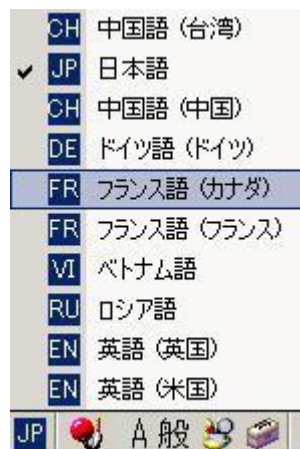 CH 中国語 (台湾)
JP 日本語
CH 中国語 (中国)
DE ドイツ語 (ドイツ)
FR フランス語 (カナダ)
FR フランス語 (フランス)
VI ベトナム語
RU ロシア語
EN 英語 (英国)
EN 英語 (米国)
JP A 般